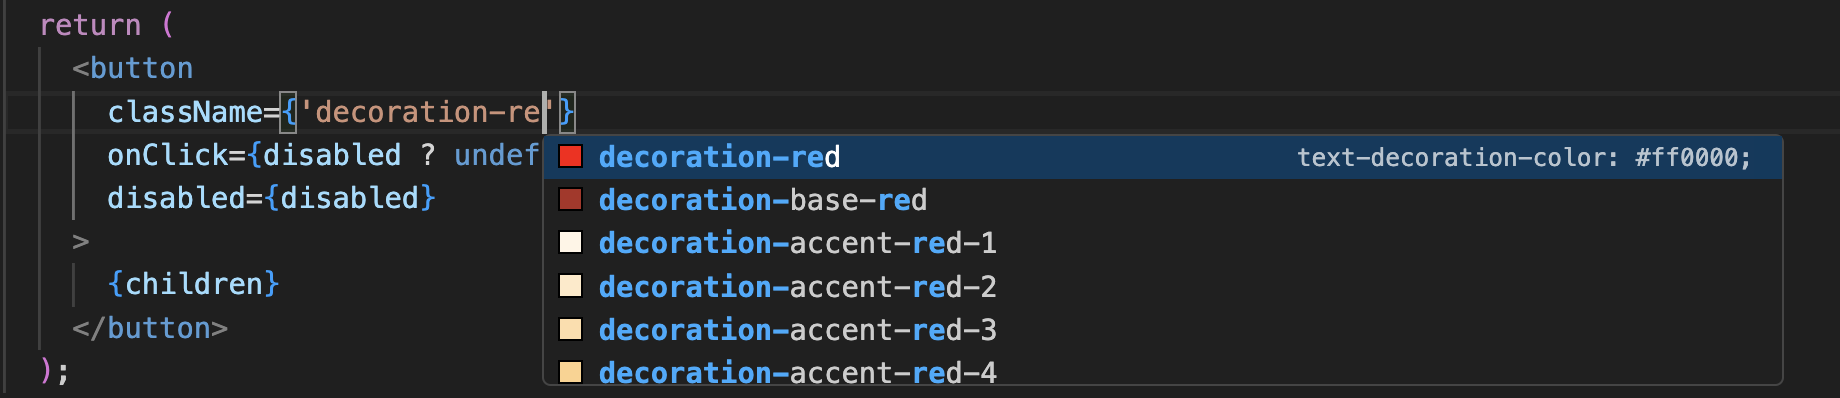 return (
<button
className={'decoration-re'}
onClick={disabled ? undef
decoration-red text-decoration-color: #ff0000;
disabled={disabled}
decoration-base-red
>
decoration-accent-red-1
{children}
decoration-accent-red-2
</button>
decoration-accent-red-3
);
decoration-accent-red-4